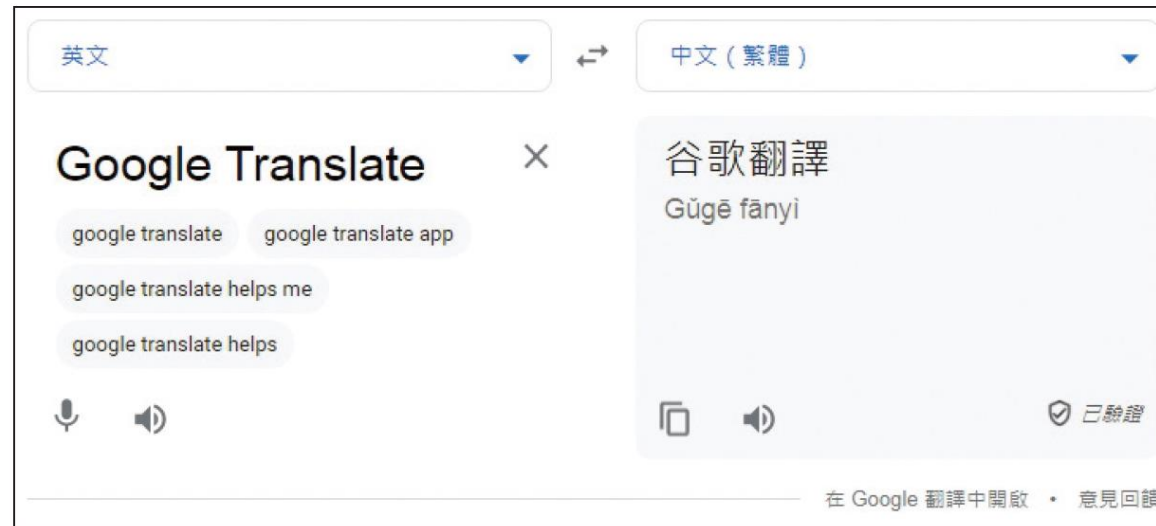 英文
中文（繁體）
Google Translate
google translate
google translate app
google translate helps me
google translate helps
谷歌翻譯
Gǔgē fānyì
已驗證
在 Google 翻譯中開啟 • 意見回饋